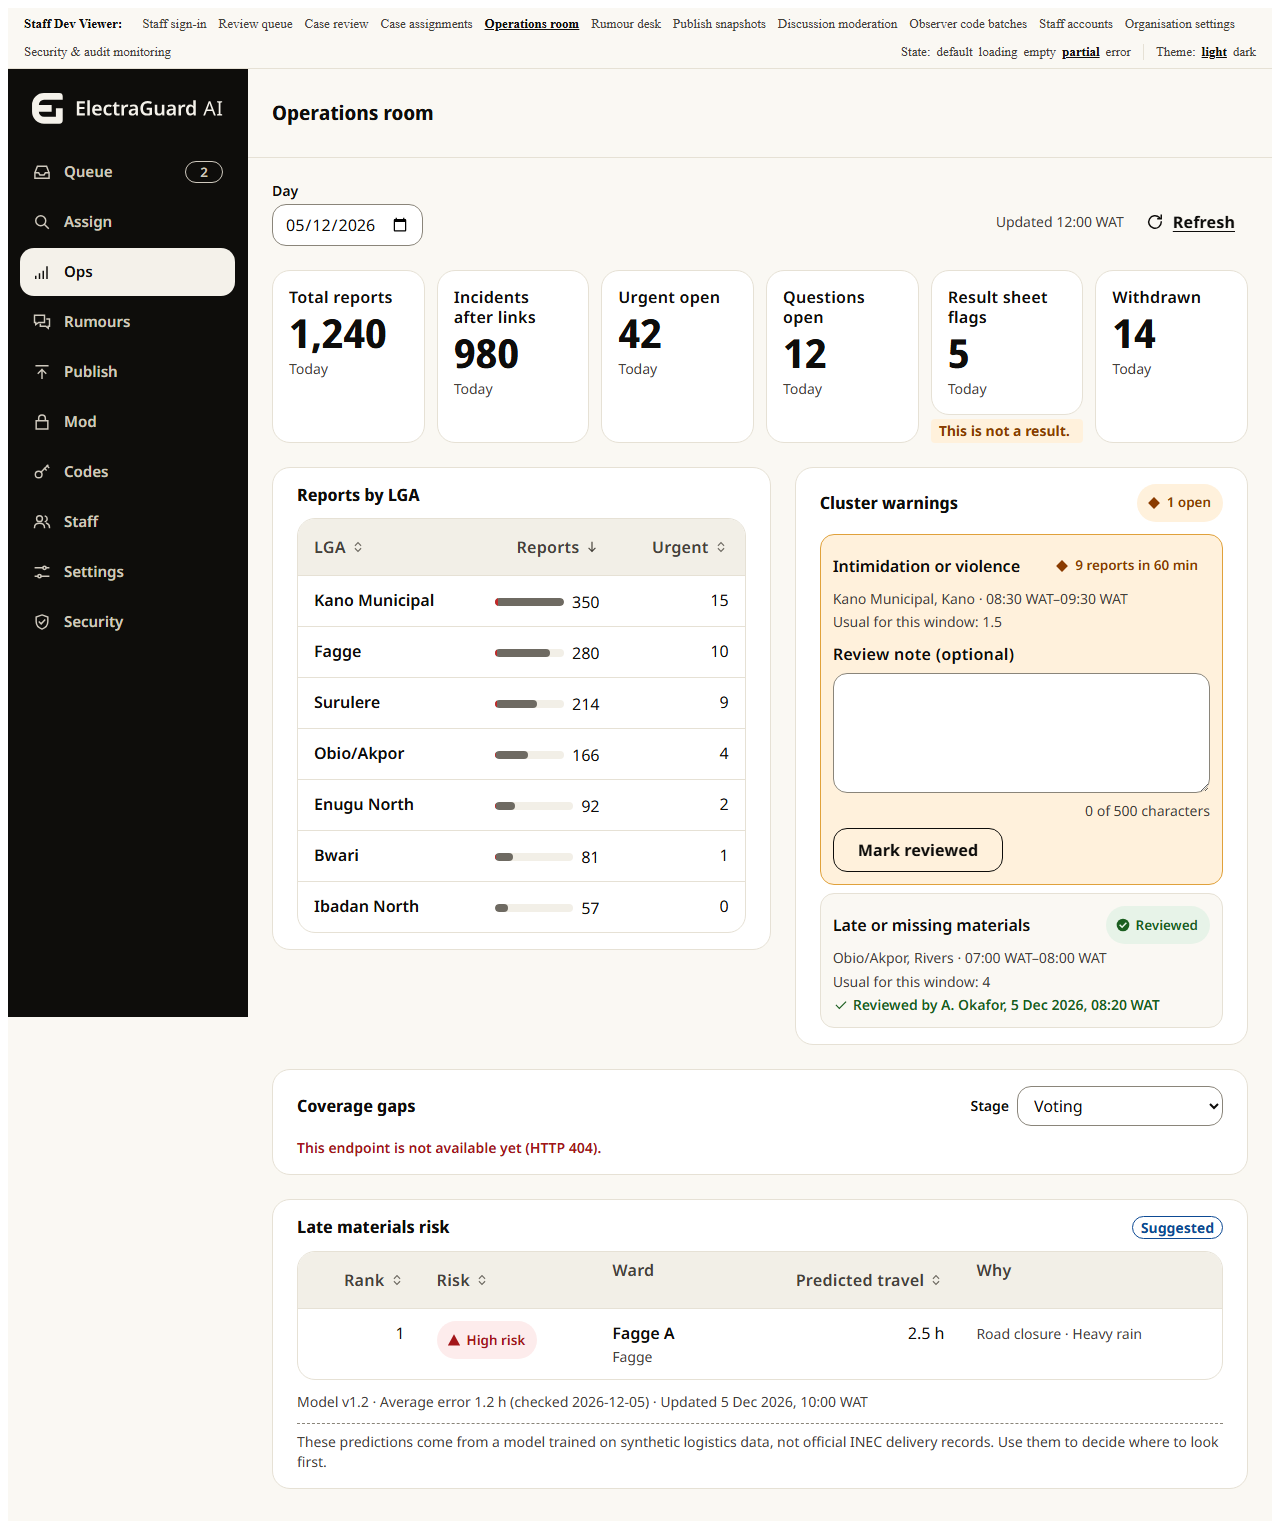 Staff Dev Viewer: Staff sign-in Review queue Case review Case assignments Operations room Rumour desk Publish snapshots Discussion moderation Observer code batches Staff accounts Organisation settings
Security & audit monitoring State: default loading empty partial error Theme: light dark
ElectraGuard AI
Queue 2
Assign
Ops
Rumours
Publish
Mod
Codes
Staff
Settings
Security
Operations room
Day
05/12/2026
Updated 12:00 WAT Refresh
Total reports
1,240
Today
Incidents
after links
980
Today
Urgent open
42
Today
Questions
open
12
Today
Result sheet
flags
5
Today
This is not a result.
Withdrawn
14
Today
Reports by LGA
LGA Reports Urgent
Kano Municipal 350 15
Fagge 280 10
Surulere 214 9
Obio/Akpor 166 4
Enugu North 92 2
Bwari 81 1
Ibadan North 57 0
Cluster warnings 1 open
Intimidation or violence 9 reports in 60 min
Kano Municipal, Kano · 08:30 WAT–09:30 WAT
Usual for this window: 1.5
Review note (optional)
0 of 500 characters
Mark reviewed
Late or missing materials Reviewed
Obio/Akpor, Rivers · 07:00 WAT–08:00 WAT
Usual for this window: 4
Reviewed by A. Okafor, 5 Dec 2026, 08:20 WAT
Coverage gaps Stage Voting
This endpoint is not available yet (HTTP 404).
Late materials risk Suggested
Rank Risk Ward Predicted travel Why
1 High risk Fagge A 2.5 h Road closure · Heavy rain
Fagge
Model v1.2 · Average error 1.2 h (checked 2026-12-05) · Updated 5 Dec 2026, 10:00 WAT
These predictions come from a model trained on synthetic logistics data, not official INEC delivery records. Use them to decide where to look
first.